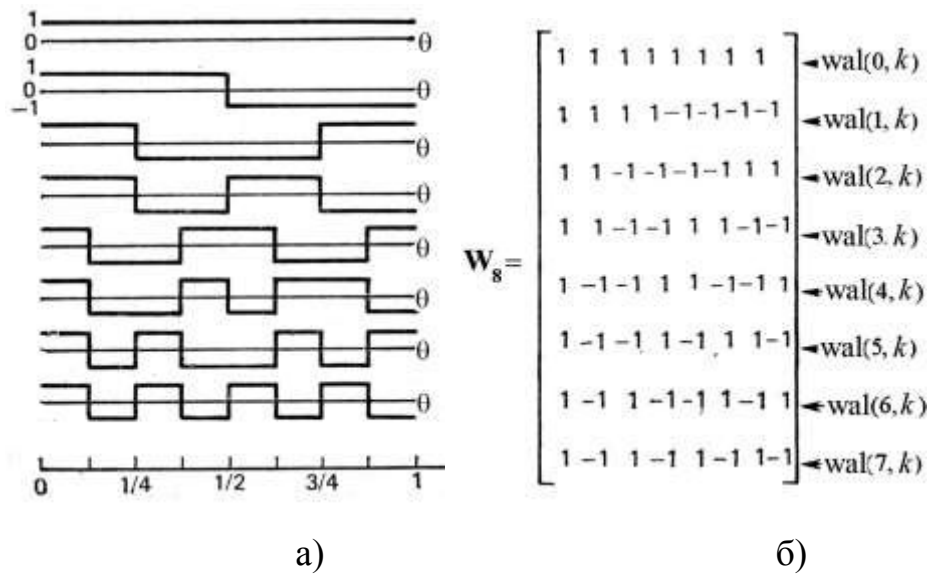 1
0 θ
1
0 θ
−1
θ
θ
θ
θ
θ
θ
0 1/4 1/2 3/4 1
а)
W₈=
1 1 1 1 1 1 1 1 wal(0, k)
1 1 1 1 −1 −1 −1 −1 wal(1, k)
1 1 −1 −1 −1 −1 1 1 wal(2, k)
1 1 −1 −1 1 1 −1 −1 wal(3. k)
1 −1 −1 1 1 −1 −1 1 wal(4, k)
1 −1 −1 1 −1 1 1 −1 wal(5, k)
1 −1 1 −1 −1 1 −1 1 wal(6, k)
1 −1 1 −1 1 −1 1 −1 wal(7, k)
б)